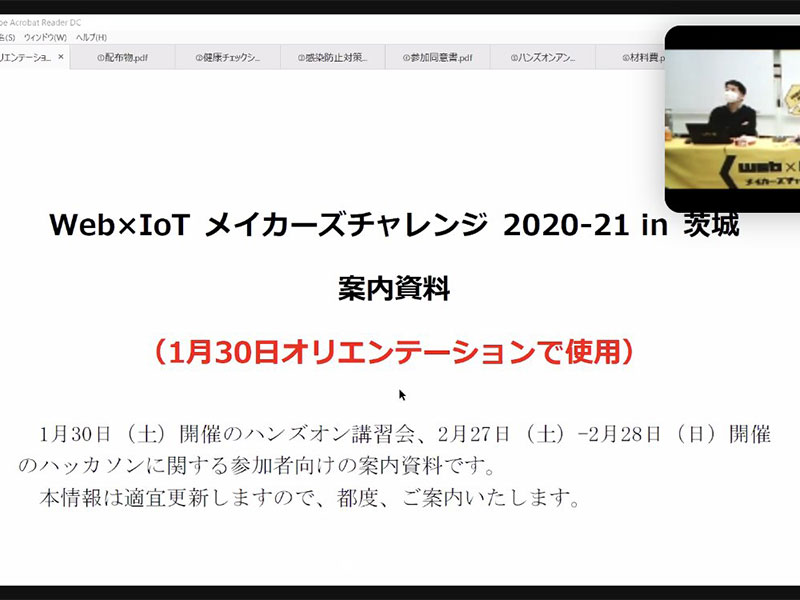 be Acrobat Reader DC
名(S) ウィンドウ(W) ヘルプ(H)
リエンテーショ... × ①配布物.pdf ②健康チェックシ... ③感染防止対策... ④参加同意書.pdf ⑤ハンズオンアン... ⑥材料費.p
Web×IoT メイカーズチャレンジ 2020-21 in 茨城
案内資料
（1月30日オリエンテーションで使用）
1月30日（土）開催のハンズオン講習会、2月27日（土）-2月28日（日）開催
のハッカソンに関する参加者向けの案内資料です。
本情報は適宜更新しますので、都度、ご案内いたします。
web×I
メイカーズチャ